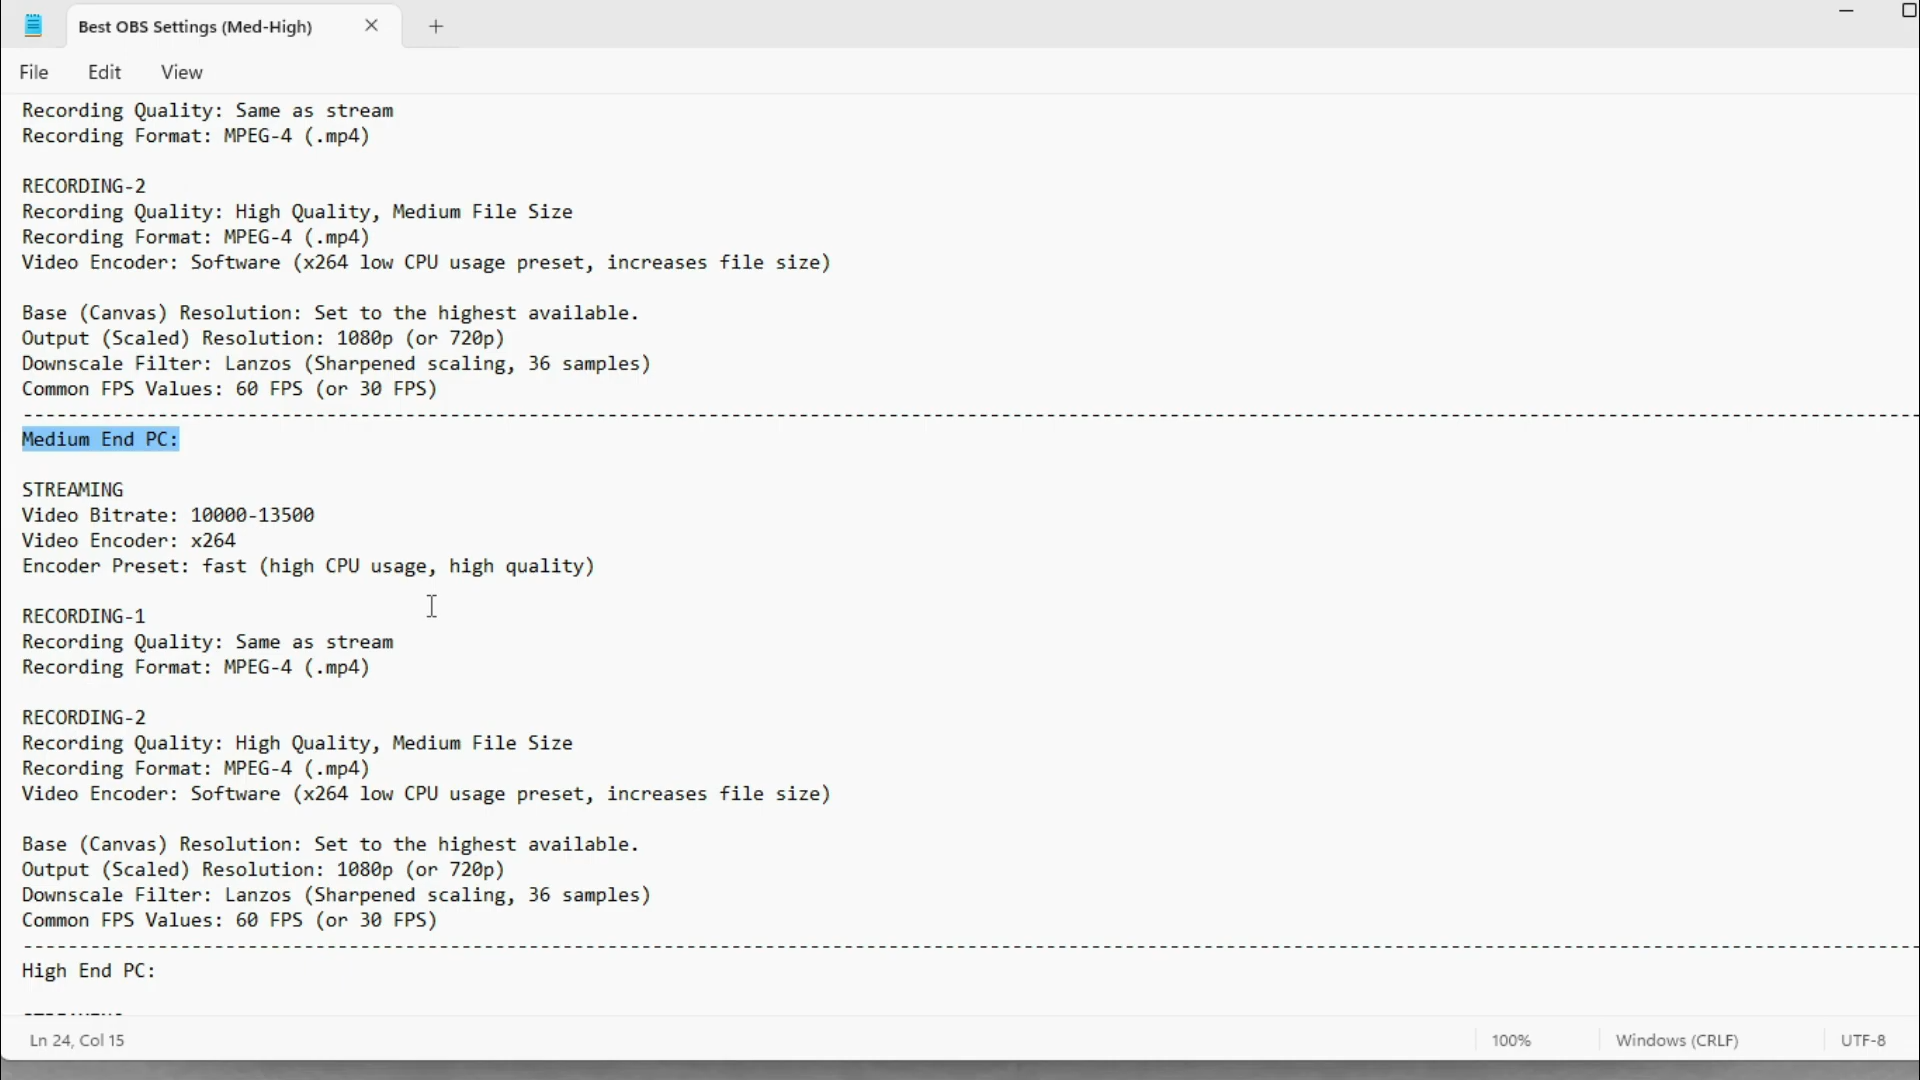 Best OBS Settings (Med-High)
File Edit View
Recording Quality: Same as stream
Recording Format: MPEG-4 (.mp4)
RECORDING-2
Recording Quality: High Quality, Medium File Size
Recording Format: MPEG-4 (.mp4)
Video Encoder: Software (x264 low CPU usage preset, increases file size)
Base (Canvas) Resolution: Set to the highest available.
Output (Scaled) Resolution: 1080p (or 720p)
Downscale Filter: Lanzos (Sharpened scaling, 36 samples)
Common FPS Values: 60 FPS (or 30 FPS)
Medium End PC:
STREAMING
Video Bitrate: 10000-13500
Video Encoder: x264
Encoder Preset: fast (high CPU usage, high quality)
RECORDING-1
Recording Quality: Same as stream
Recording Format: MPEG-4 (.mp4)
RECORDING-2
Recording Quality: High Quality, Medium File Size
Recording Format: MPEG-4 (.mp4)
Video Encoder: Software (x264 low CPU usage preset, increases file size)
Base (Canvas) Resolution: Set to the highest available.
Output (Scaled) Resolution: 1080p (or 720p)
Downscale Filter: Lanzos (Sharpened scaling, 36 samples)
Common FPS Values: 60 FPS (or 30 FPS)
High End PC:
Ln 24, Col 15 100% Windows (CRLF) UTF-8